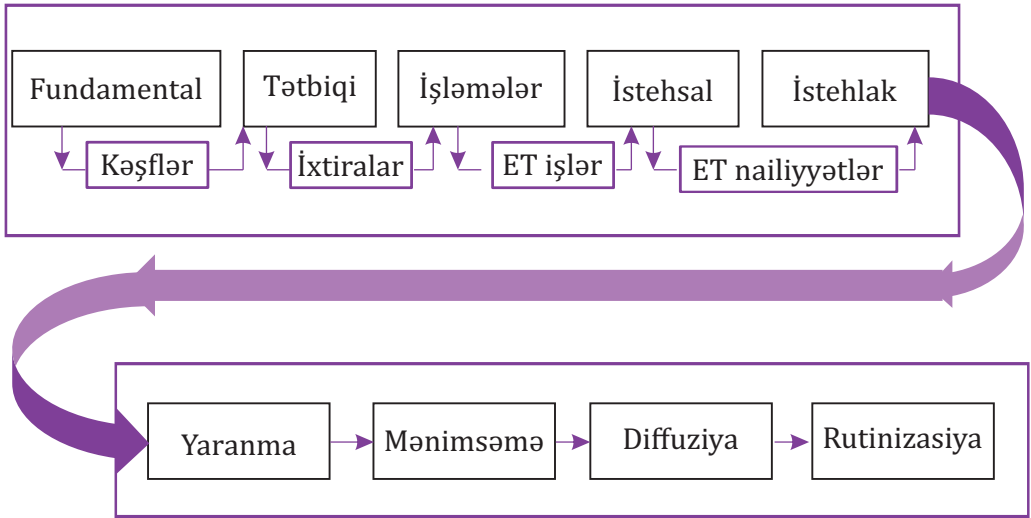 Fundamental
Tətbiqi
İşləmələr
İstehsal
İstehlak
Kəşflər
İxtiralar
ET işlər
ET nailiyyətlər
Yaranma
Mənimsəmə
Diffuziya
Rutinizasiya